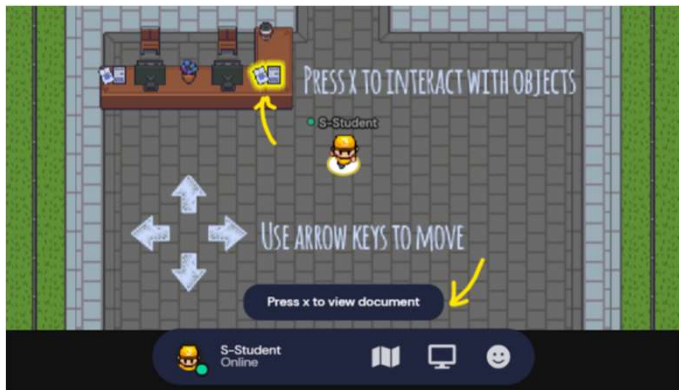 PRESS X TO INTERACT WITH OBJECTS
S-Student
USE ARROW KEYS TO MOVE
Press x to view document
S-Student
Online